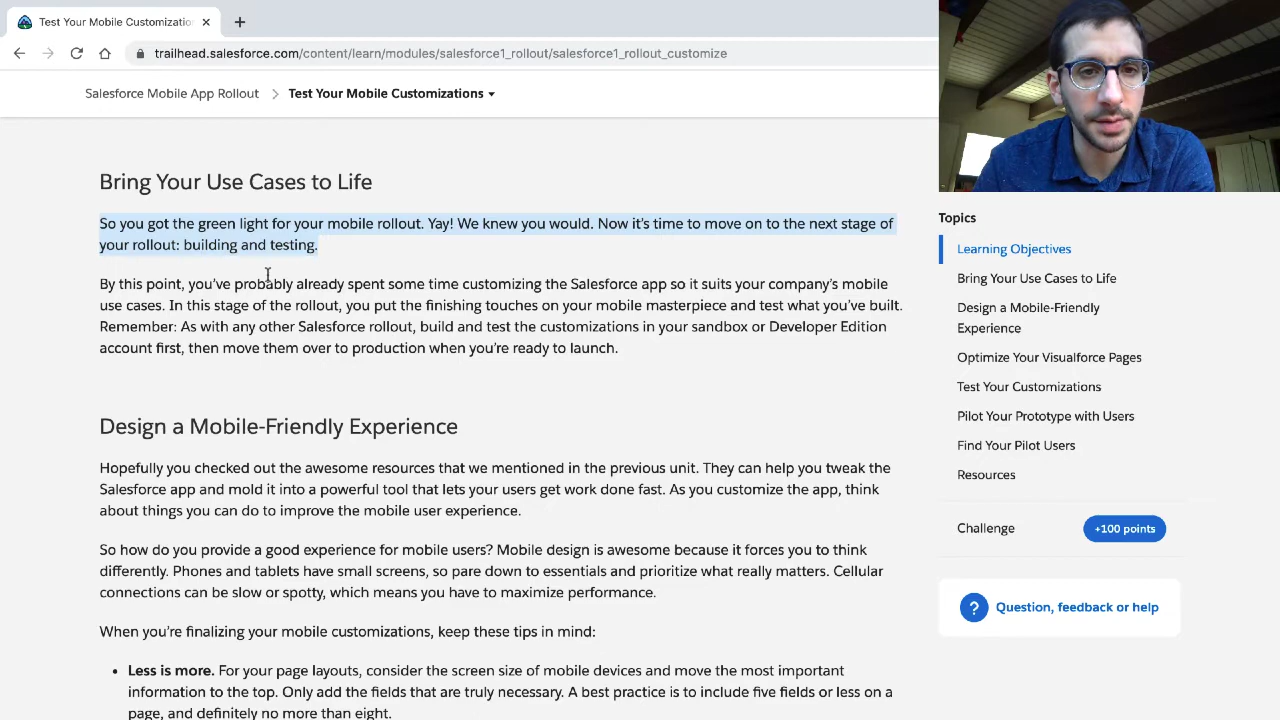 Test Your Mobile Customizatio
trailhead.salesforce.com/content/learn/modules/salesforce1_rollout/salesforce1_rollout_customize
Salesforce Mobile App Rollout
Test Your Mobile Customizations
Bring Your Use Cases to Life
So you got the green light for your mobile rollout. Yay! We knew you would. Now it's time to move on to the next stage of
your rollout: building and testing.
By this point, you've probably already spent some time customizing the Salesforce app so it suits your company's mobile
use cases. In this stage of the rollout, you put the finishing touches on your mobile masterpiece and test what you've built.
Remember: As with any other Salesforce rollout, build and test the customizations in your sandbox or Developer Edition
account first, then move them over to production when you're ready to launch.
Design a Mobile-Friendly Experience
Hopefully you checked out the awesome resources that we mentioned in the previous unit. They can help you tweak the
Salesforce app and mold it into a powerful tool that lets your users get work done fast. As you customize the app, think
about things you can do to improve the mobile user experience.
So how do you provide a good experience for mobile users? Mobile design is awesome because it forces you to think
differently. Phones and tablets have small screens, so pare down to essentials and prioritize what really matters. Cellular
connections can be slow or spotty, which means you have to maximize performance.
When you're finalizing your mobile customizations, keep these tips in mind:
• Less is more. For your page layouts, consider the screen size of mobile devices and move the most important
information to the top. Only add the fields that are truly necessary. A best practice is to include five fields or less on a
page, and definitely no more than eight.
Topics
Learning Objectives
Bring Your Use Cases to Life
Design a Mobile-Friendly
Experience
Optimize Your Visualforce Pages
Test Your Customizations
Pilot Your Prototype with Users
Find Your Pilot Users
Resources
Challenge
+100 points
? Question, feedback or help